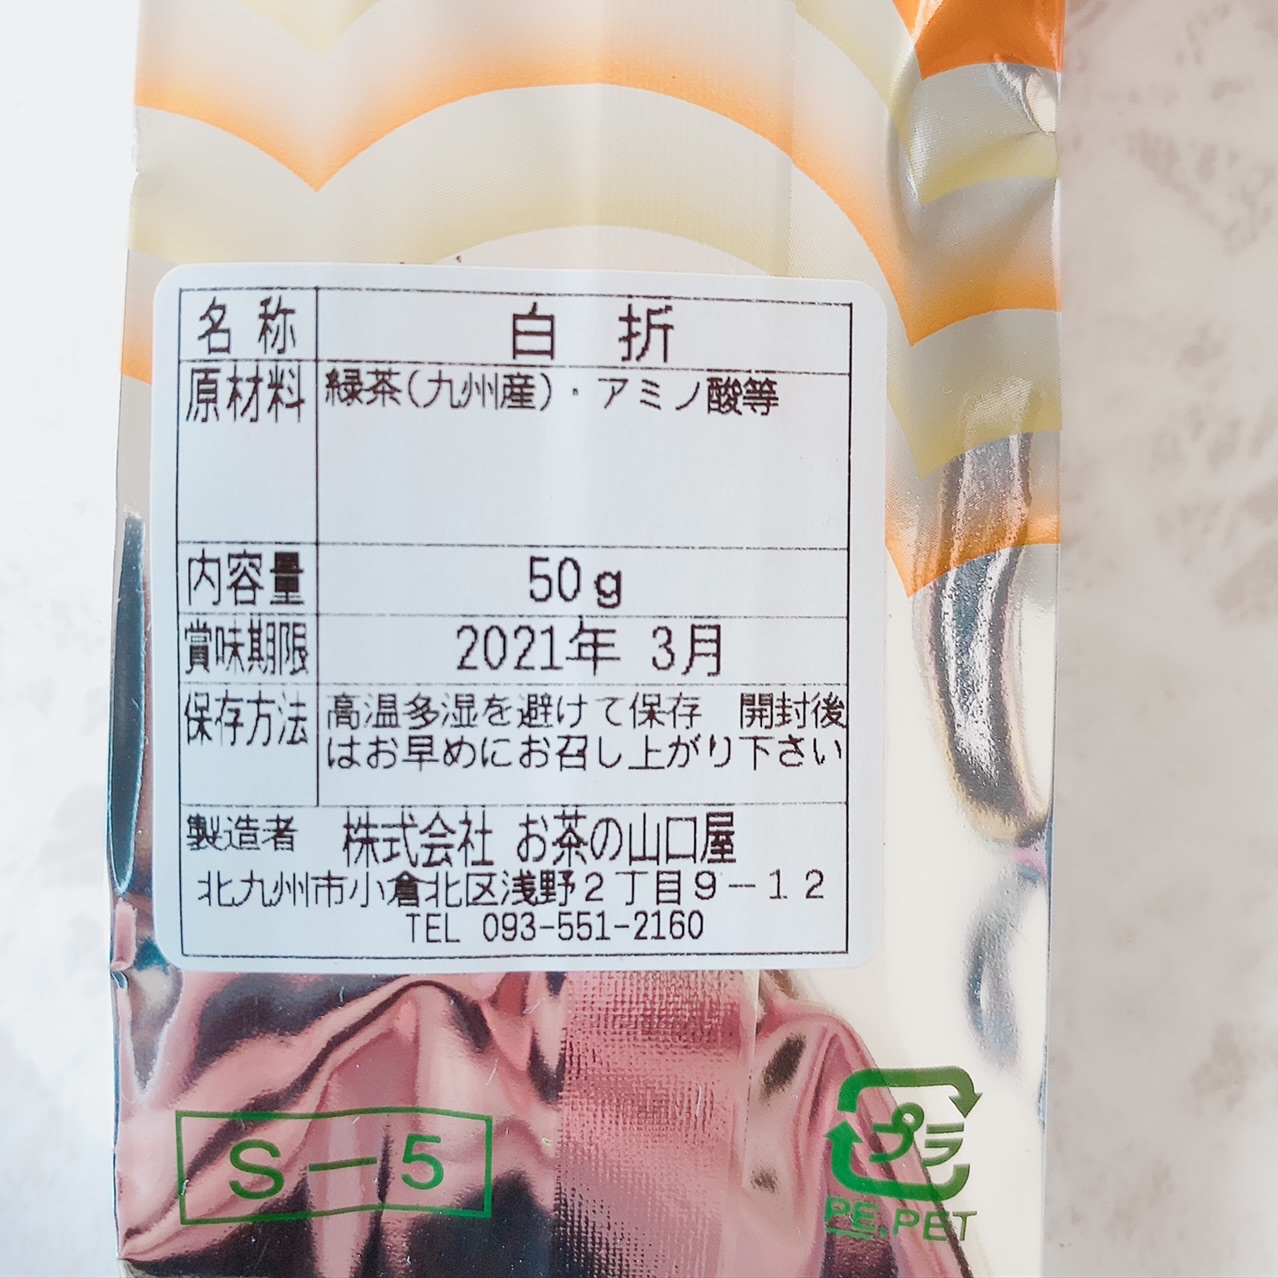 名称 白折
原材料 緑茶(九州産)・アミノ酸等
内容量 50g
賞味期限 2021年 3月
保存方法 高温多湿を避けて保存 開封後
はお早めにお召し上がり下さい
製造者 株式会社 お茶の山口屋
北九州市小倉北区浅野2丁目9-12
TEL 093-551-2160
S-5
プラ
PE.PET